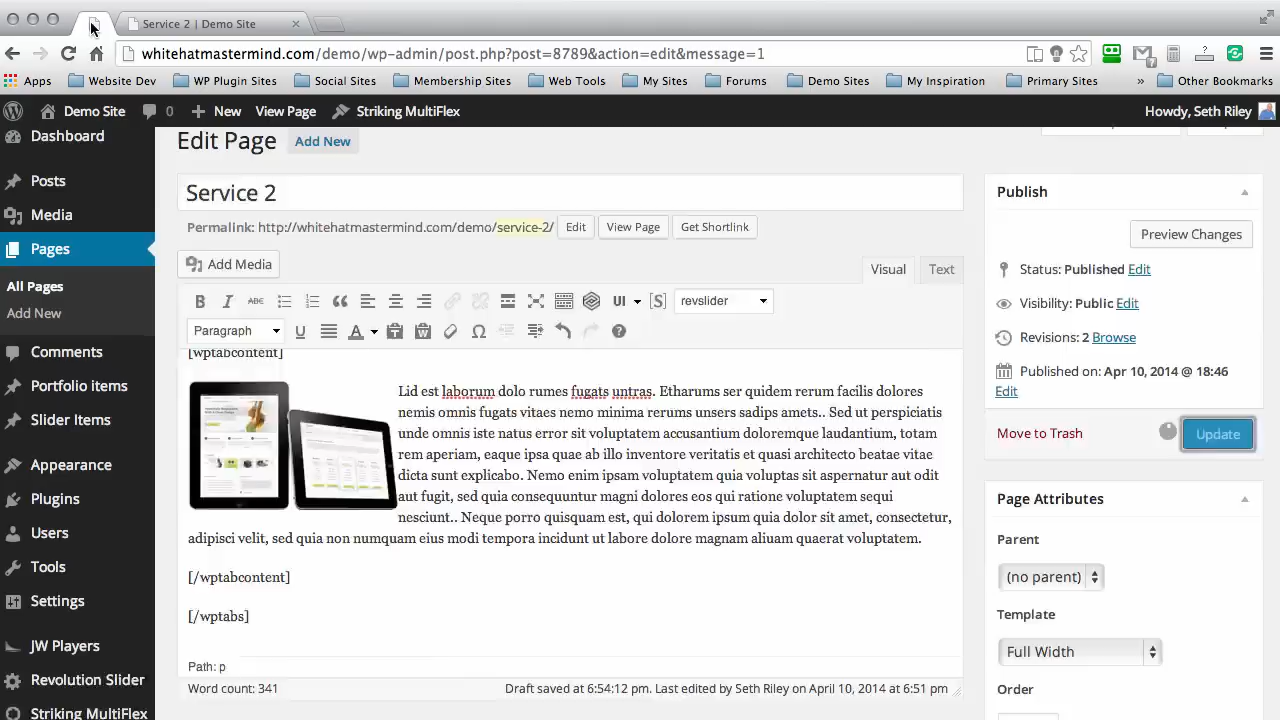 Service 2 | Demo Site
whitehatmastermind.com/demo/wp-admin/post.php?post=8789&action=edit&message=1
Apps Website Dev WP Plugin Sites Social Sites Membership Sites Web Tools My Sites Forums Demo Sites My Inspiration Primary Sites » Other Bookmarks
Demo Site 0 + New View Page Striking MultiFlex Howdy, Seth Riley
Dashboard
Posts
Media
Pages
All Pages
Add New
Comments
Portfolio items
Slider Items
Appearance
Plugins
Users
Tools
Settings
JW Players
Revolution Slider
Striking MultiFlex
Edit Page Add New
Service 2
Permalink: http://whitehatmastermind.com/demo/service-2/ Edit View Page Get Shortlink
Add Media
Visual Text
B I ABC UI [S] revslider
Paragraph U A T W Ω ?
[wptabcontent]
Lid est laborum dolo rumes fugats untras. Etharums ser quidem rerum facilis dolores
nemis omnis fugats vitaes nemo minima rerums unsers sadips amets.. Sed ut perspiciatis
unde omnis iste natus error sit voluptatem accusantium doloremque laudantium, totam
rem aperiam, eaque ipsa quae ab illo inventore veritatis et quasi architecto beatae vitae
dicta sunt explicabo. Nemo enim ipsam voluptatem quia voluptas sit aspernatur aut odit
aut fugit, sed quia consequuntur magni dolores eos qui ratione voluptatem sequi
nesciunt.. Neque porro quisquam est, qui dolorem ipsum quia dolor sit amet, consectetur,
adipisci velit, sed quia non numquam eius modi tempora incidunt ut labore dolore magnam aliuam quaerat voluptatem.
[/wptabcontent]
[/wptabs]
Path: p
Word count: 341 Draft saved at 6:54:12 pm. Last edited by Seth Riley on April 10, 2014 at 6:51 pm
Publish
Preview Changes
Status: Published Edit
Visibility: Public Edit
Revisions: 2 Browse
Published on: Apr 10, 2014 @ 18:46
Edit
Move to Trash Update
Page Attributes
Parent
(no parent)
Template
Full Width
Order